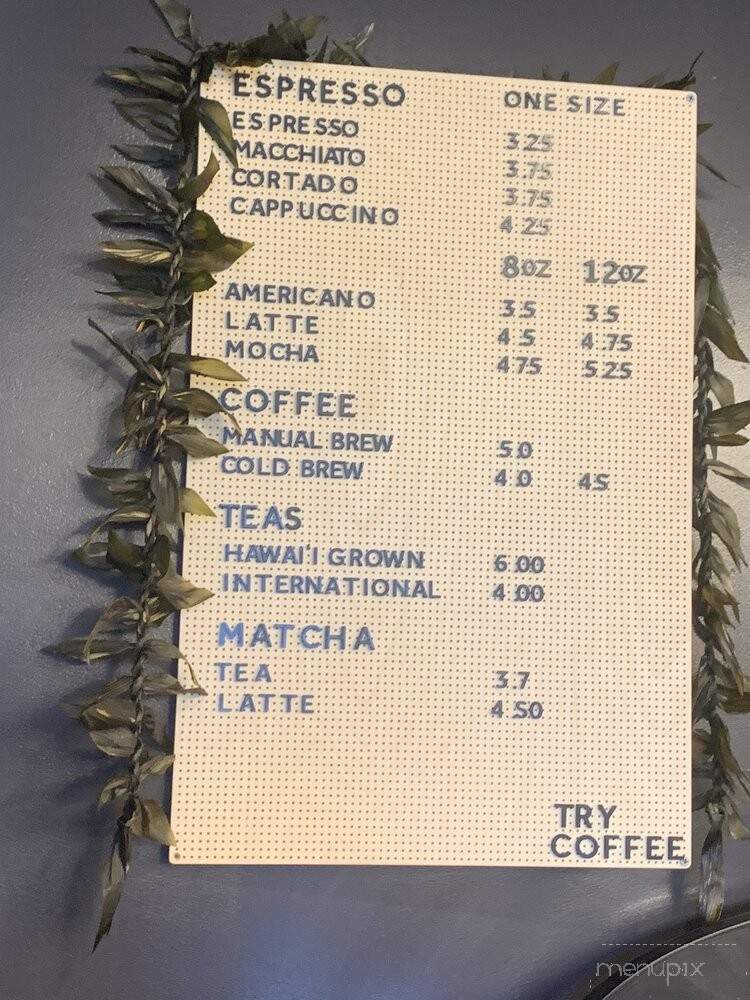 ESPRESSO ONE SIZE
ESPRESSO 3.25
MACCHIATO 3.75
CORTADO 3.75
CAPPUCCINO 4.25
8OZ 12OZ
AMERICANO 3.5 3.5
LATTE 4.5 4.75
MOCHA 4.75 5.25
COFFEE
MANUAL BREW 5.0
COLD BREW 4.0 4.5
TEAS
HAWAI'I GROWN 6.00
INTERNATIONAL 4.00
MATCHA
TEA 3.7
LATTE 4.50
TRY
COFFEE
menupix